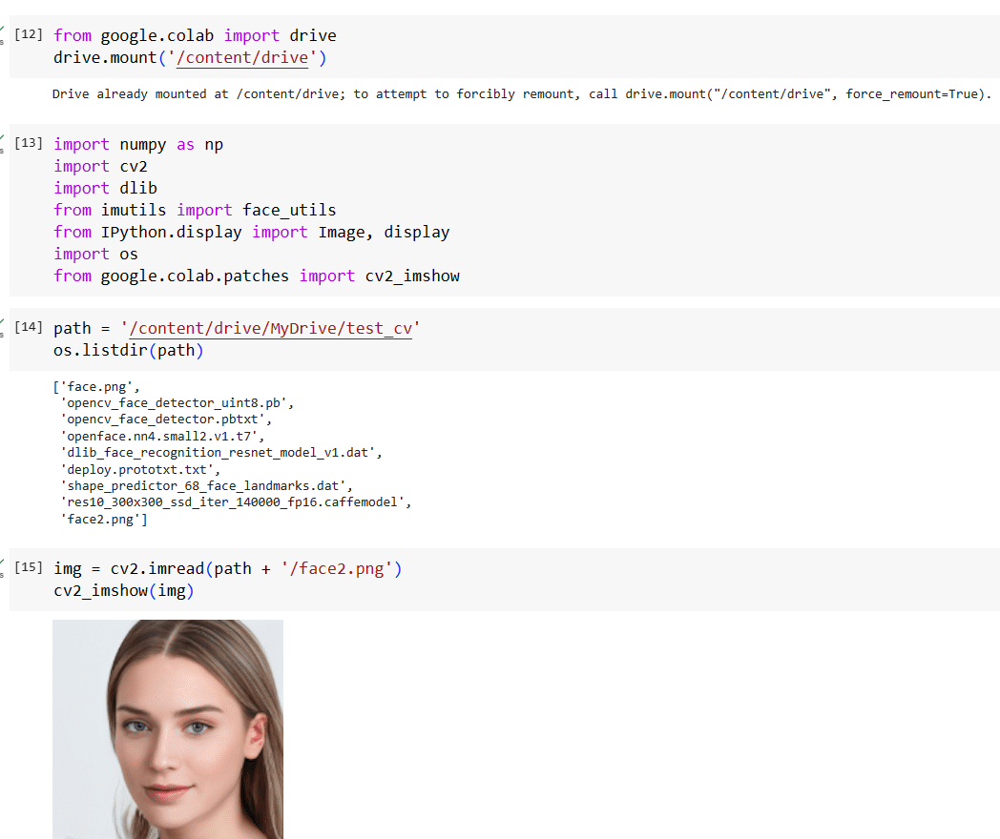 [12] from google.colab import drive
drive.mount('/content/drive')
Drive already mounted at /content/drive; to attempt to forcibly remount, call drive.mount("/content/drive", force_remount=True).
[13] import numpy as np
import cv2
import dlib
from imutils import face_utils
from IPython.display import Image, display
import os
from google.colab.patches import cv2_imshow
[14] path = '/content/drive/MyDrive/test_cv'
os.listdir(path)
['face.png',
'opencv_face_detector_uint8.pb',
'opencv_face_detector.pbtxt',
'openface.nn4.small2.v1.t7',
'dlib_face_recognition_resnet_model_v1.dat',
'deploy.prototxt.txt',
'shape_predictor_68_face_landmarks.dat',
'res10_300x300_ssd_iter_140000_fp16.caffemodel',
'face2.png']
[15] img = cv2.imread(path + '/face2.png')
cv2_imshow(img)